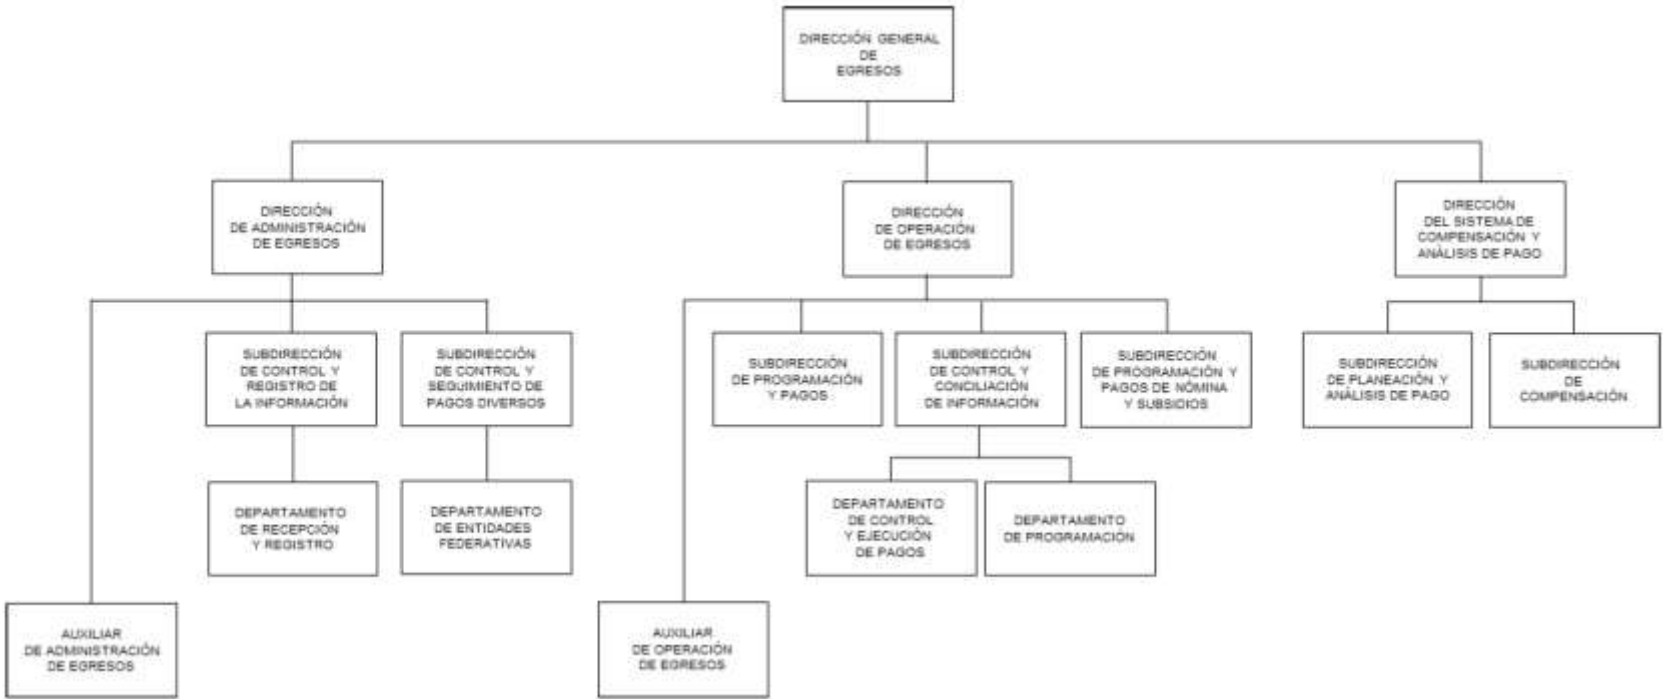 DIRECCIÓN GENERAL
DE
EGRESOS
DIRECCIÓN
DE ADMINISTRACIÓN
DE EGRESOS
DIRECCIÓN
DE OPERACIÓN
DE EGRESOS
DIRECCIÓN
DEL SISTEMA DE
COMPENSACIÓN Y
ANÁLISIS DE PAGO
SUBDIRECCIÓN
DE CONTROL Y
REGISTRO DE
LA INFORMACIÓN
SUBDIRECCIÓN
DE CONTROL Y
SEGUIMIENTO DE
PAGOS DIVERSOS
SUBDIRECCIÓN
DE PROGRAMACIÓN
Y PAGOS
SUBDIRECCIÓN
DE CONTROL Y
CONCILIACIÓN
DE INFORMACIÓN
SUBDIRECCIÓN
DE PROGRAMACIÓN Y
PAGOS DE NÓMINA
Y SUBSIDIOS
SUBDIRECCIÓN
DE PLANEACIÓN Y
ANÁLISIS DE PAGO
SUBDIRECCIÓN
DE
COMPENSACIÓN
DEPARTAMENTO
DE RECEPCIÓN
Y REGISTRO
DEPARTAMENTO
DE ENTIDADES
FEDERATIVAS
DEPARTAMENTO
DE CONTROL
Y EJECUCIÓN
DE PAGOS
DEPARTAMENTO
DE PROGRAMACIÓN
AUXILIAR
DE ADMINISTRACIÓN
DE EGRESOS
AUXILIAR
DE OPERACIÓN
DE EGRESOS